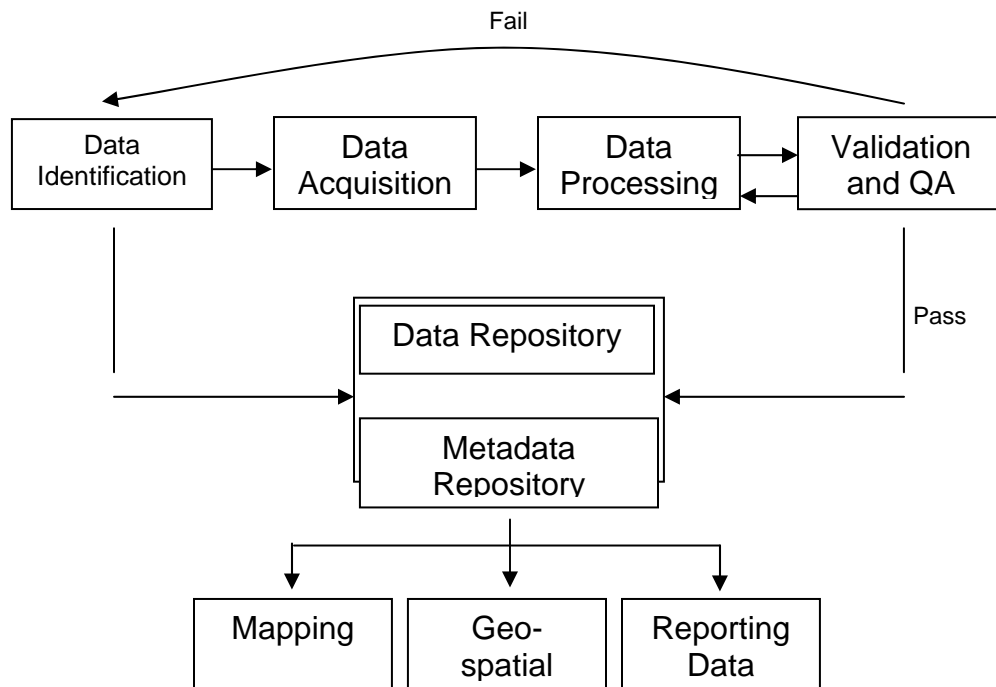 Fail
Data
Identification
Data
Acquisition
Data
Processing
Validation
and QA
Pass
Data Repository
Metadata
Repository
Mapping
Geo-
spatial
Reporting
Data